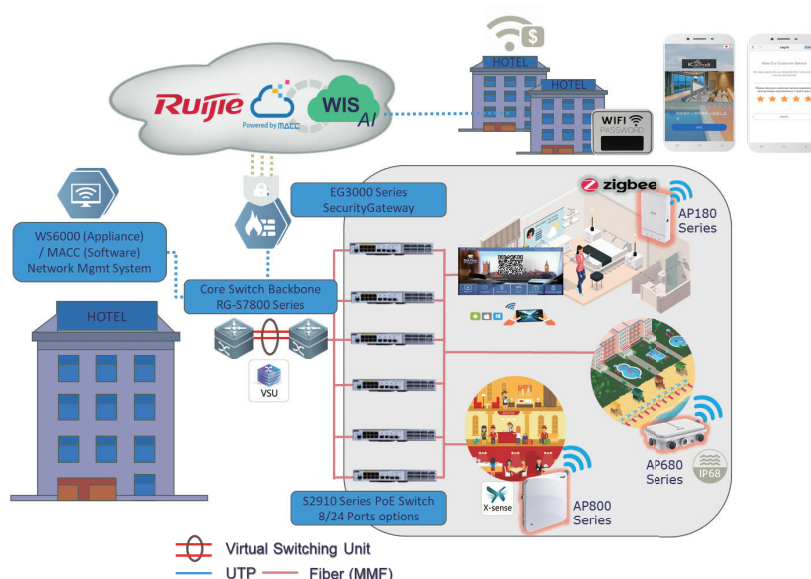 HOTEL
HOTEL
Ruijie
WIS
AI
Powered by MACC
WIFI
PASSWORD
Log In
zigbee
EG3000 Series
SecurityGateway
AP180
Series
WS6000 (Appliance)
/ MACC (Software)
Network Mgmt System
Core Switch Backbone
RG-S7800 Series
HOTEL
VSU
AP680
Series
IP68
X-sense
AP800
Series
S2910 Series PoE Switch
8/24 Ports options
Virtual Switching Unit
UTP
Fiber (MMF)